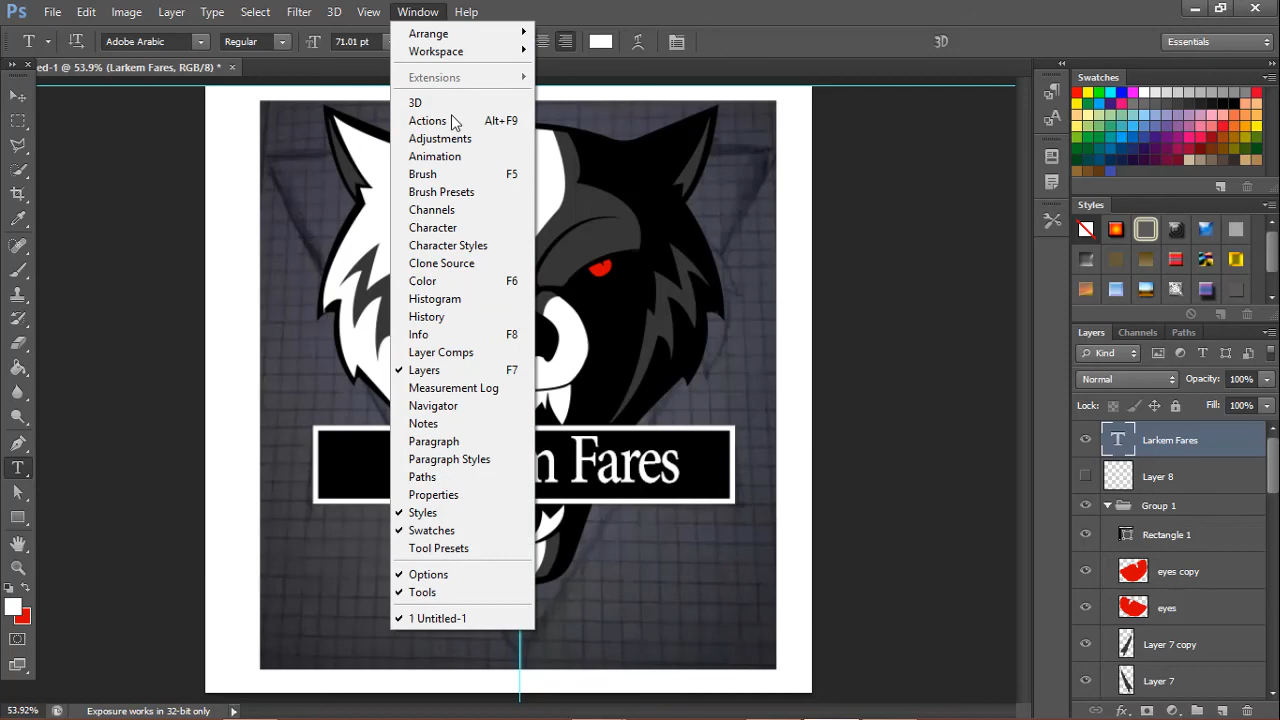 Ps File Edit Image Layer Type Select Filter 3D View Window Help
T Adobe Arabic Regular 71.01 pt 3D Essentials
ed-1 @ 53.9% (Larkem Fares, RGB/8) * ×
Arrange
Workspace
Extensions
3D
Actions Alt+F9
Adjustments
Animation
Brush F5
Brush Presets
Channels
Character
Character Styles
Clone Source
Color F6
Histogram
History
Info F8
Layer Comps
Layers F7
Measurement Log
Navigator
Notes
Paragraph
Paragraph Styles
Paths
Properties
Styles
Swatches
Tool Presets
Options
Tools
1 Untitled-1
m Fares
Swatches
Styles
Layers Channels Paths
Kind
Normal Opacity: 100%
Lock: Fill: 100%
T Larkem Fares
Layer 8
Group 1
Rectangle 1
eyes copy
eyes
Layer 7 copy
Layer 7
fx
53.92% Exposure works in 32-bit only